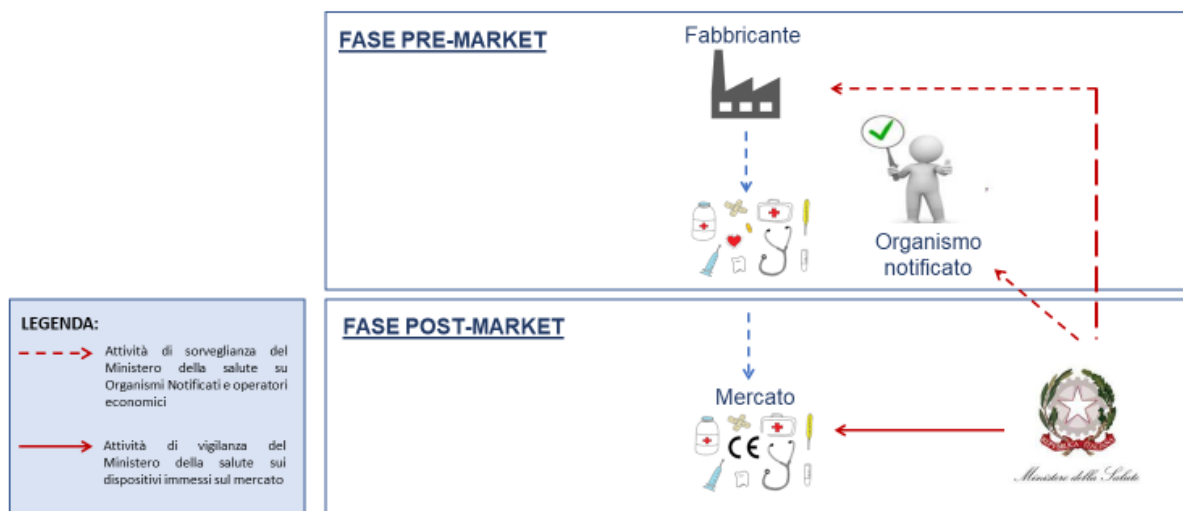 FASE PRE-MARKET
Fabbricante
Organismo
notificato
LEGENDA:
Attività di sorveglianza del
Ministero della salute su
Organismi Notificati e operatori
economici
Attività di vigilanza del
Ministero della salute sui
dispositivi immessi sul mercato
FASE POST-MARKET
Mercato
CE
Ministero della Salute